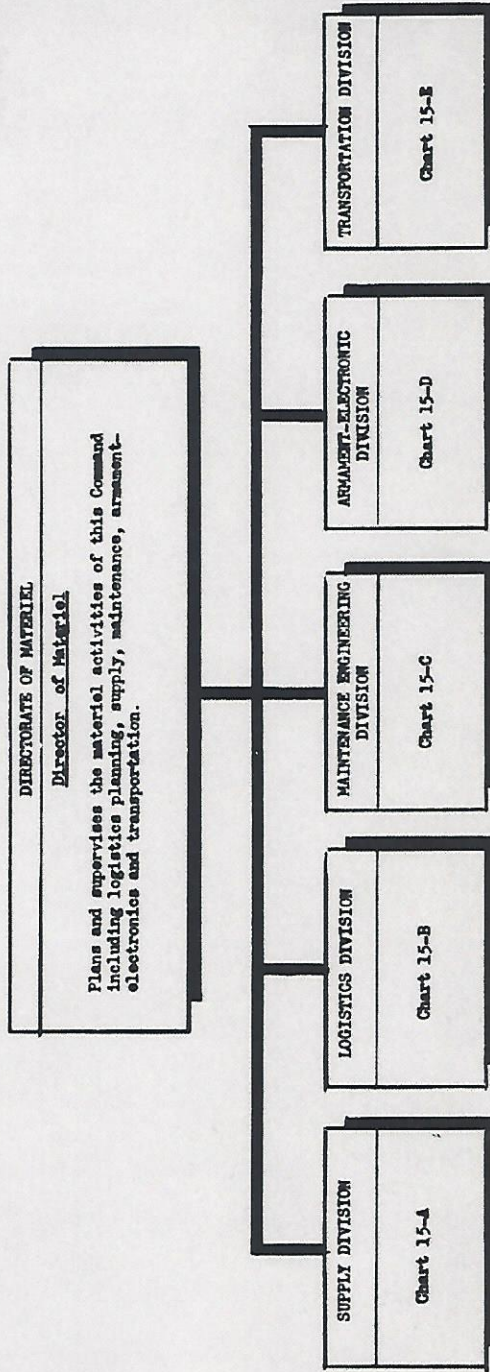 DIRECTORATE OF MATERIEL
Director of Materiel
Plans and supervises the material activities of this Command
including logistics planning, supply, maintenance, armament-
electronics and transportation.
SUPPLY DIVISION
Chart 15-A
LOGISTICS DIVISION
Chart 15-B
MAINTENANCE ENGINEERING
DIVISION
Chart 15-C
ARMAMENT-ELECTRONIC
DIVISION
Chart 15-D
TRANSPORTATION DIVISION
Chart 15-E